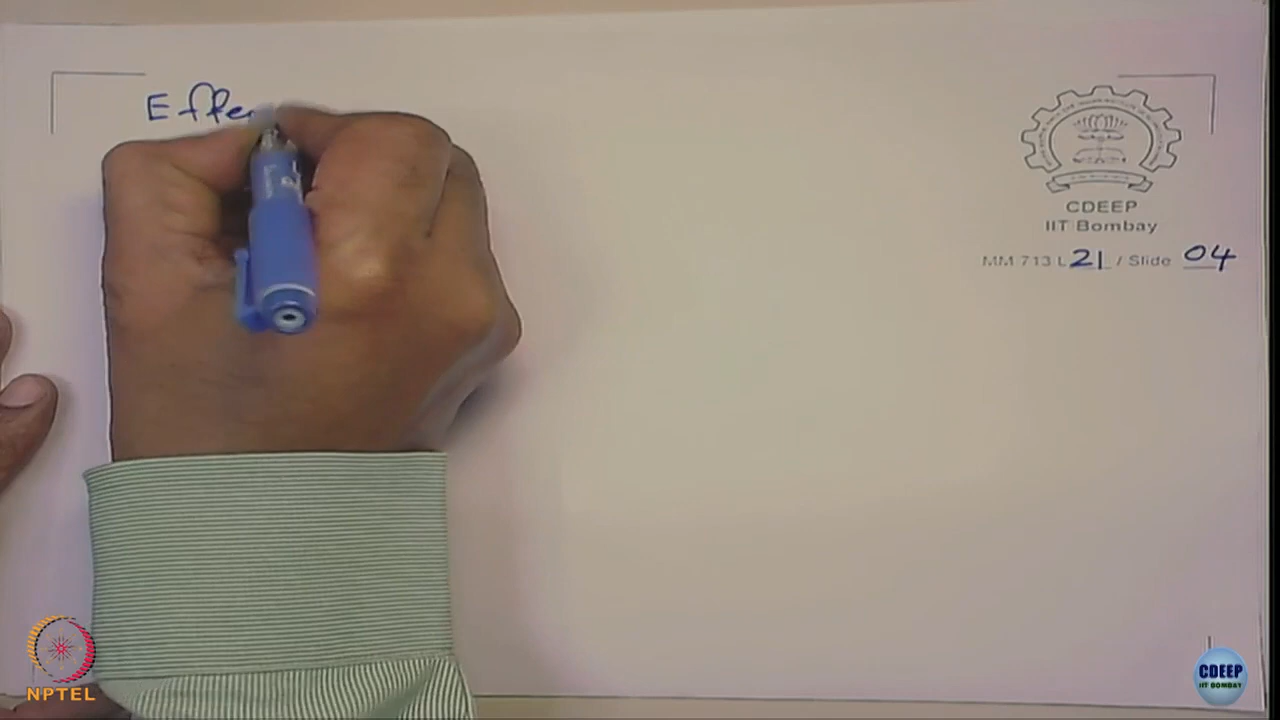 Effe
CDEEP
IIT Bombay
MM 713 L 21 / Slide 04
NPTEL
CDEEP
IIT BOMBAY